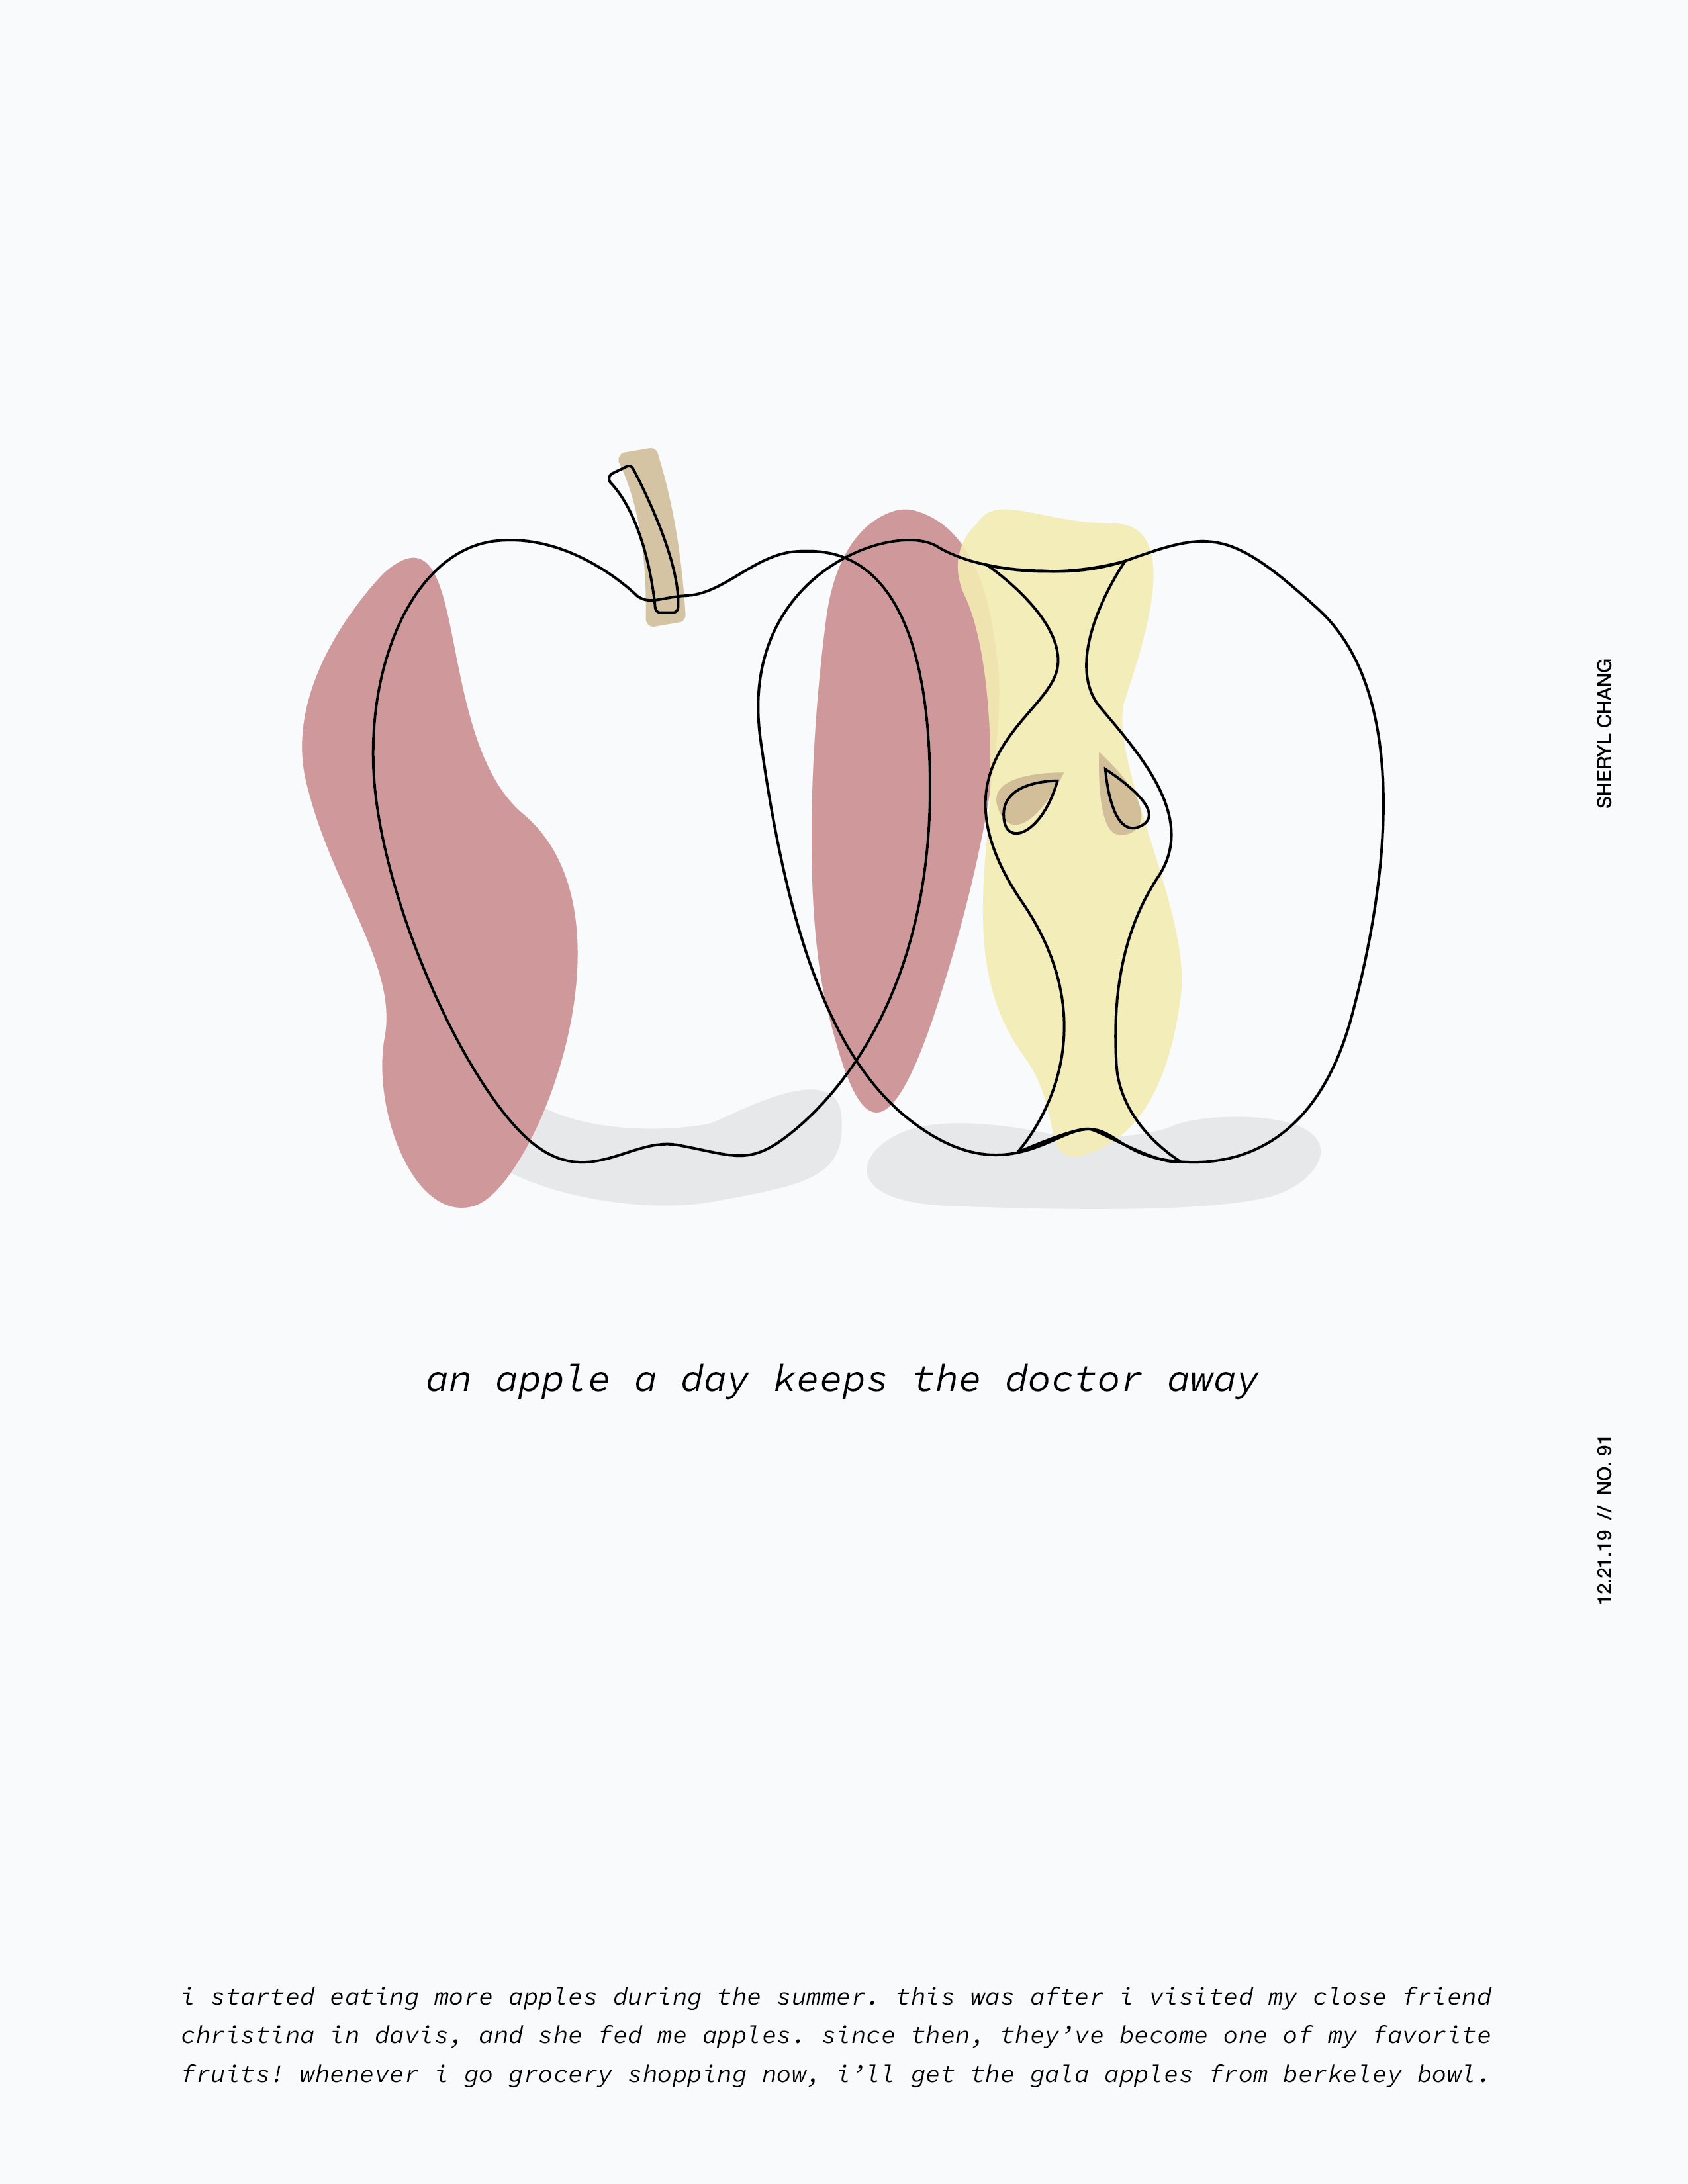 SHERYL CHANG
an apple a day keeps the doctor away
12.21.19 // NO. 91
i started eating more apples during the summer. this was after i visited my close friend
christina in davis, and she fed me apples. since then, they’ve become one of my favorite
fruits! whenever i go grocery shopping now, i’ll get the gala apples from berkeley bowl.